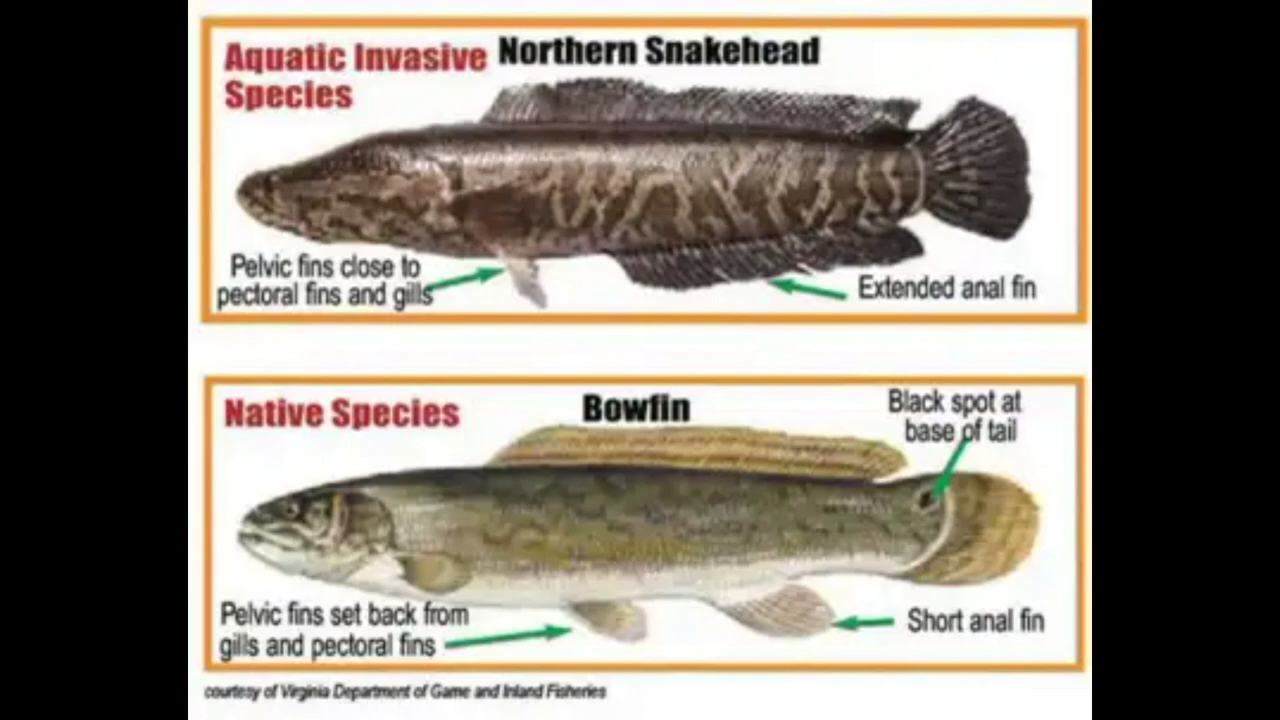 Aquatic Invasive Northern Snakehead
Species
Pelvic fins close to
pectoral fins and gills
Extended anal fin
Native Species
Bowfin
Black spot at
base of tail
Pelvic fins set back from
gills and pectoral fins
Short anal fin
courtesy of Virginia Department of Game and Inland Fisheries